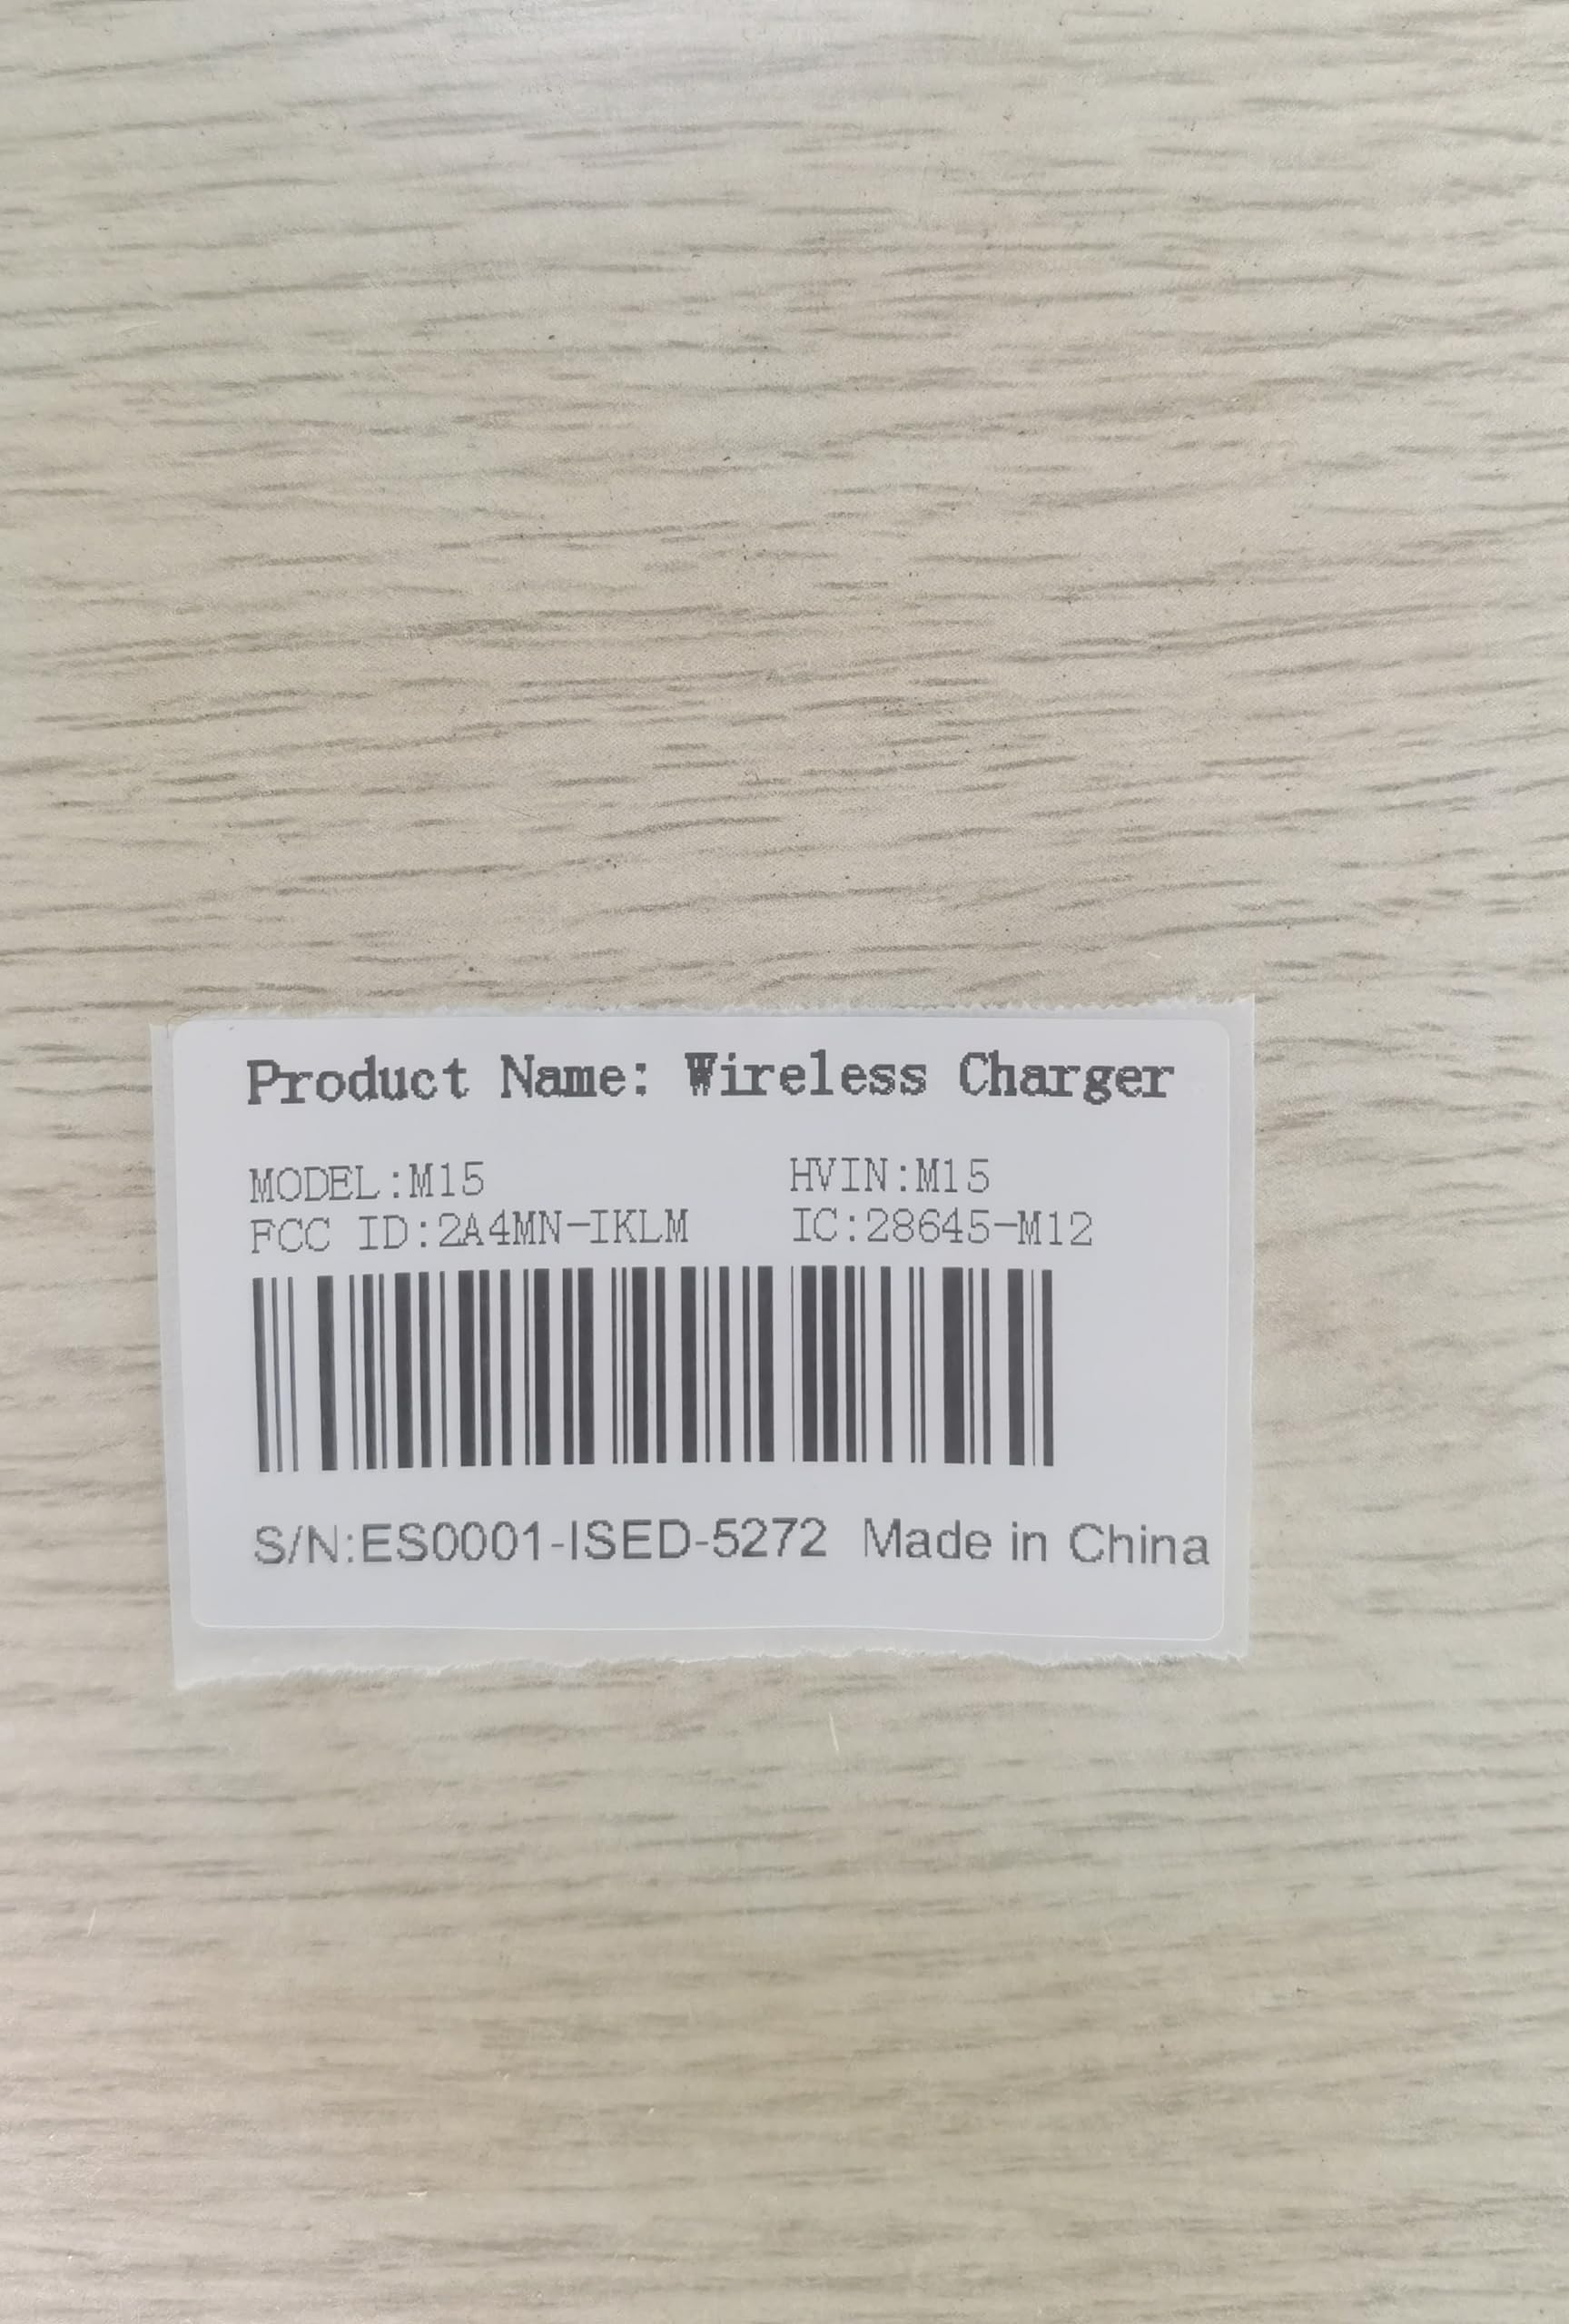 Product Name: Wireless Charger
MODEL:M15 HVIN:M15
FCC ID:2A4MN-IKLM IC:28645-M12
S/N:ES0001-ISED-5272 Made in China